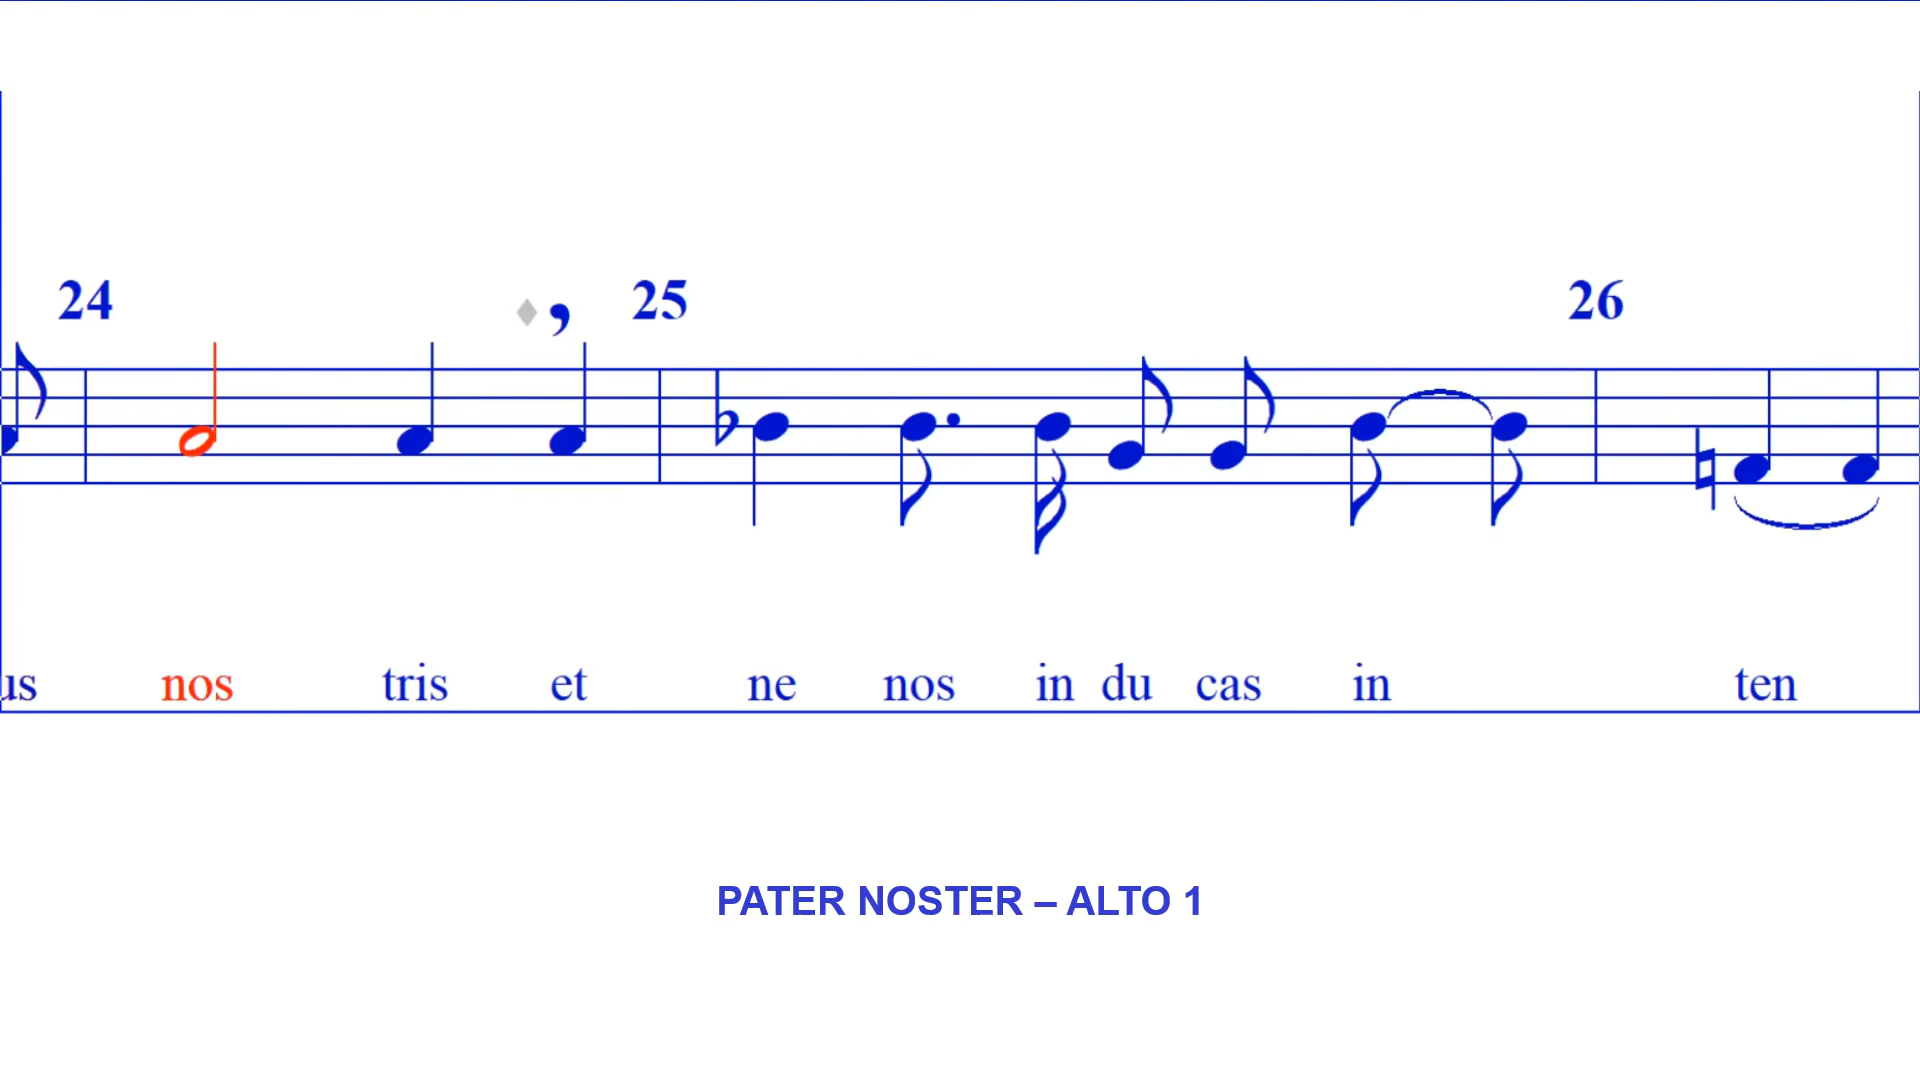 24 25 26
us nos tris et ne nos in du cas in ten
PATER NOSTER – ALTO 1